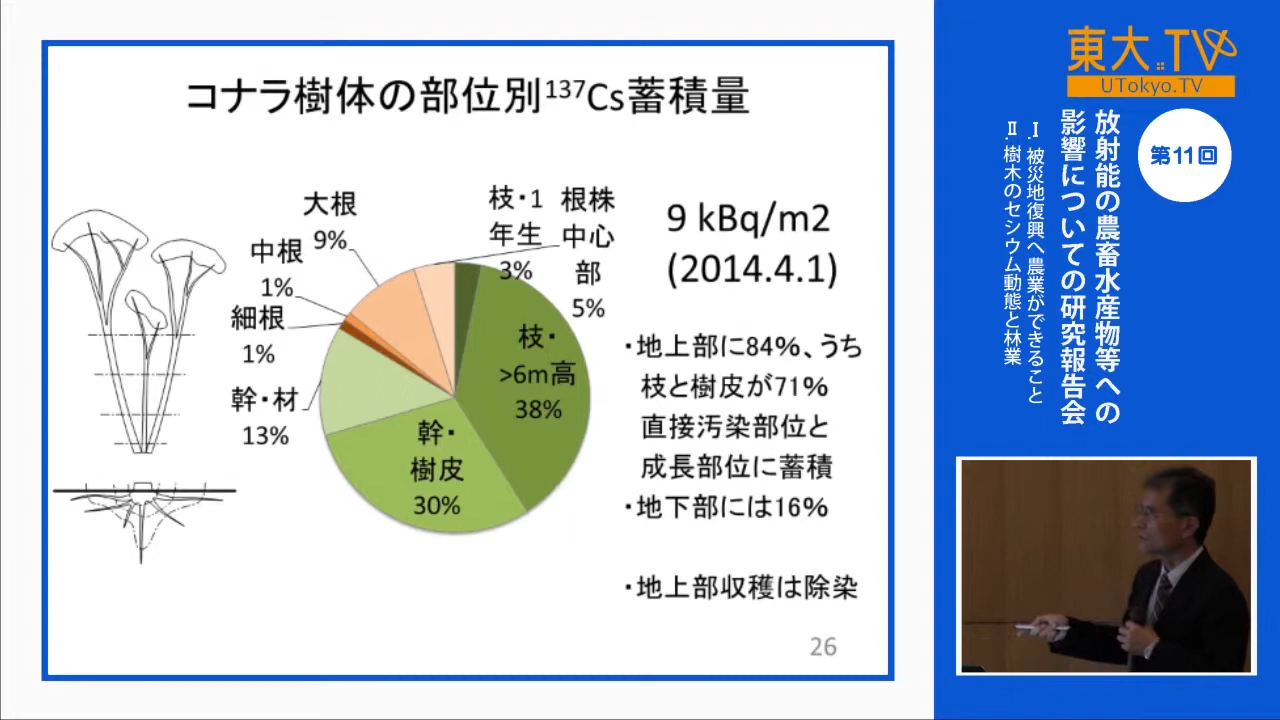 コナラ樹体の部位別¹³⁷Cs蓄積量
大根
9%
中根
1%
細根
1%
幹・材
13%
枝・1
年生
3%
根株
中心
部
5%
枝・
>6m高
38%
幹・
樹皮
30%
9 kBq/m2
(2014.4.1)
・地上部に84%、うち
枝と樹皮が71%
直接汚染部位と
成長部位に蓄積
・地下部には16%
・地上部収穫は除染
26
東大.TV
UTokyo.TV
第11回
放射能の農畜水産物等への
影響についての研究報告会
Ⅰ. 被災地復興へ農業ができること
Ⅱ. 樹木のセシウム動態と林業